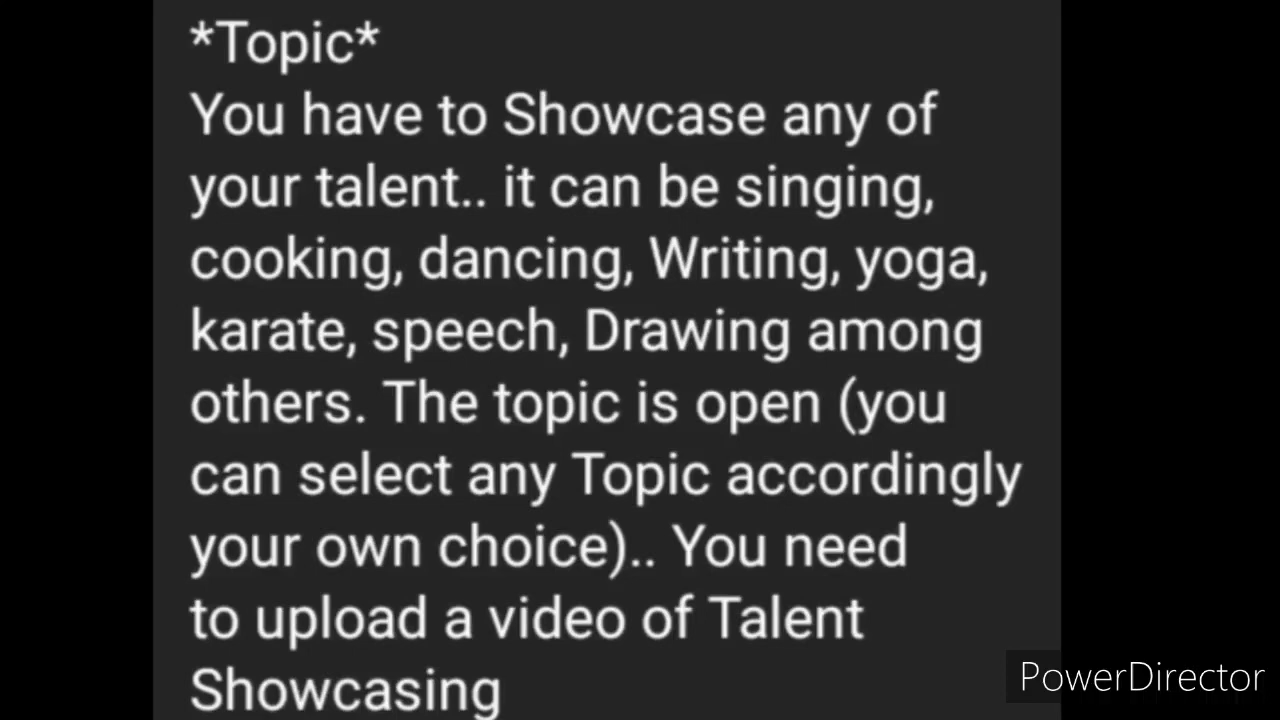 *Topic*
You have to Showcase any of
your talent.. it can be singing,
cooking, dancing, Writing, yoga,
karate, speech, Drawing among
others. The topic is open (you
can select any Topic accordingly
your own choice).. You need
to upload a video of Talent
Showcasing
PowerDirector